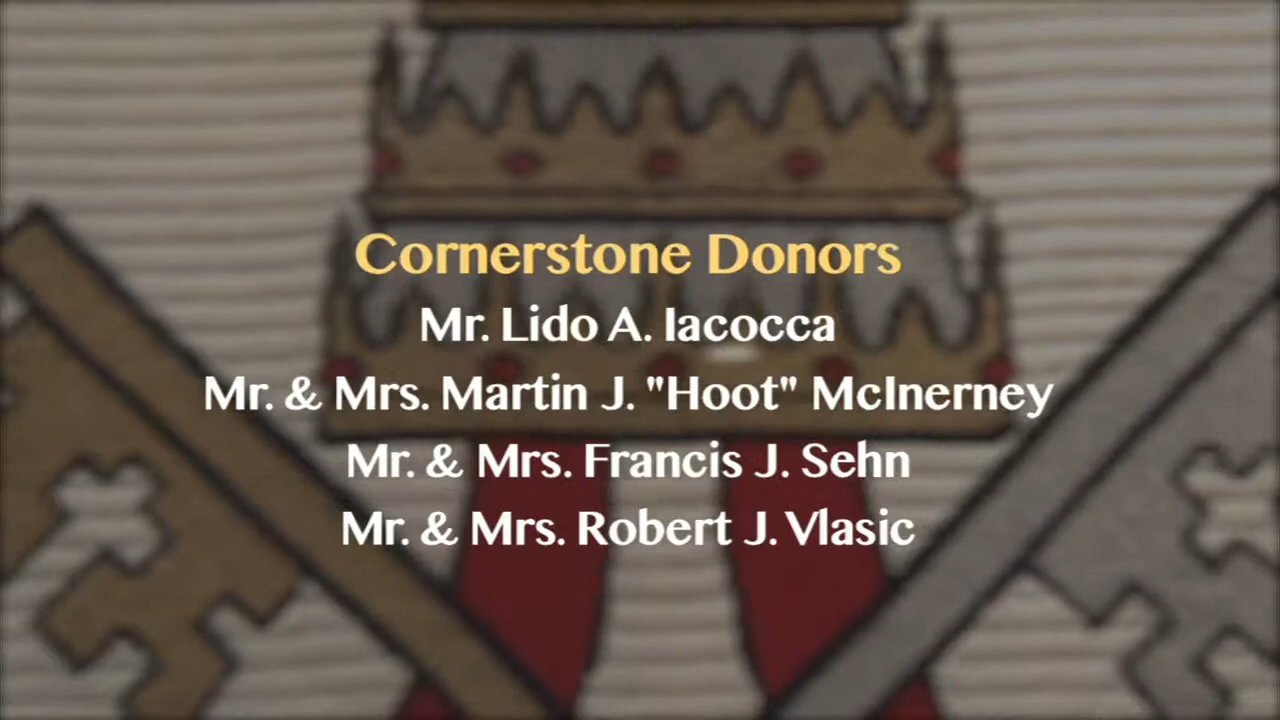 Cornerstone Donors
Mr. Lido A. Iacocca
Mr. & Mrs. Martin J. "Hoot" McInerney
Mr. & Mrs. Francis J. Sehn
Mr. & Mrs. Robert J. Vlasic